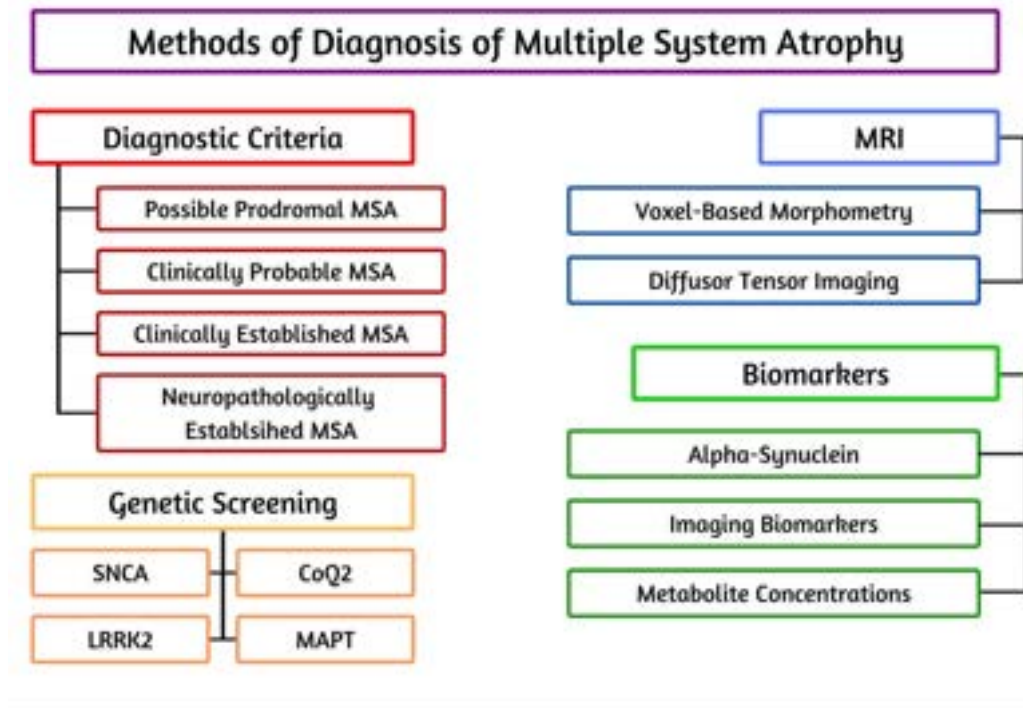 Methods of Diagnosis of Multiple System Atrophy
Diagnostic Criteria
Possible Prodromal MSA
Clinically Probable MSA
Clinically Established MSA
Neuropathologically
Establsihed MSA
Genetic Screening
SNCA
CoQ2
LRRK2
MAPT
MRI
Voxel-Based Morphometry
Diffusor Tensor Imaging
Biomarkers
Alpha-Synuclein
Imaging Biomarkers
Metabolite Concentrations